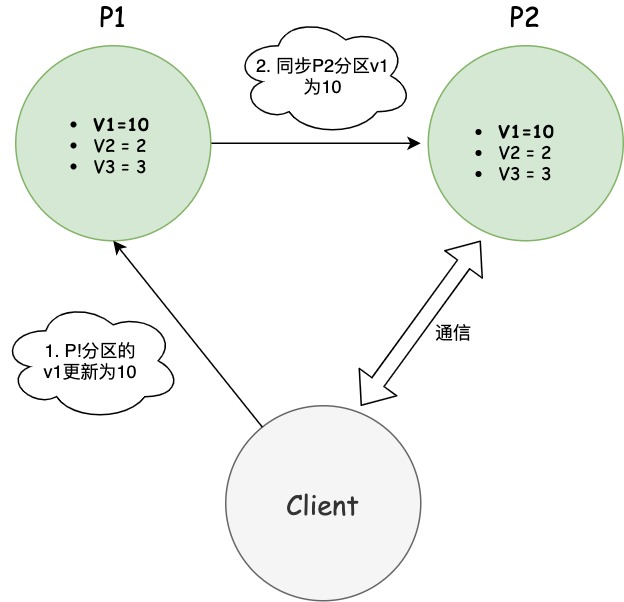 P1
P2
2. 同步P2分区v1
为10
• V1=10
• V2 = 2
• V3 = 3
• V1=10
• V2 = 2
• V3 = 3
1. P!分区的
v1更新为10
通信
Client